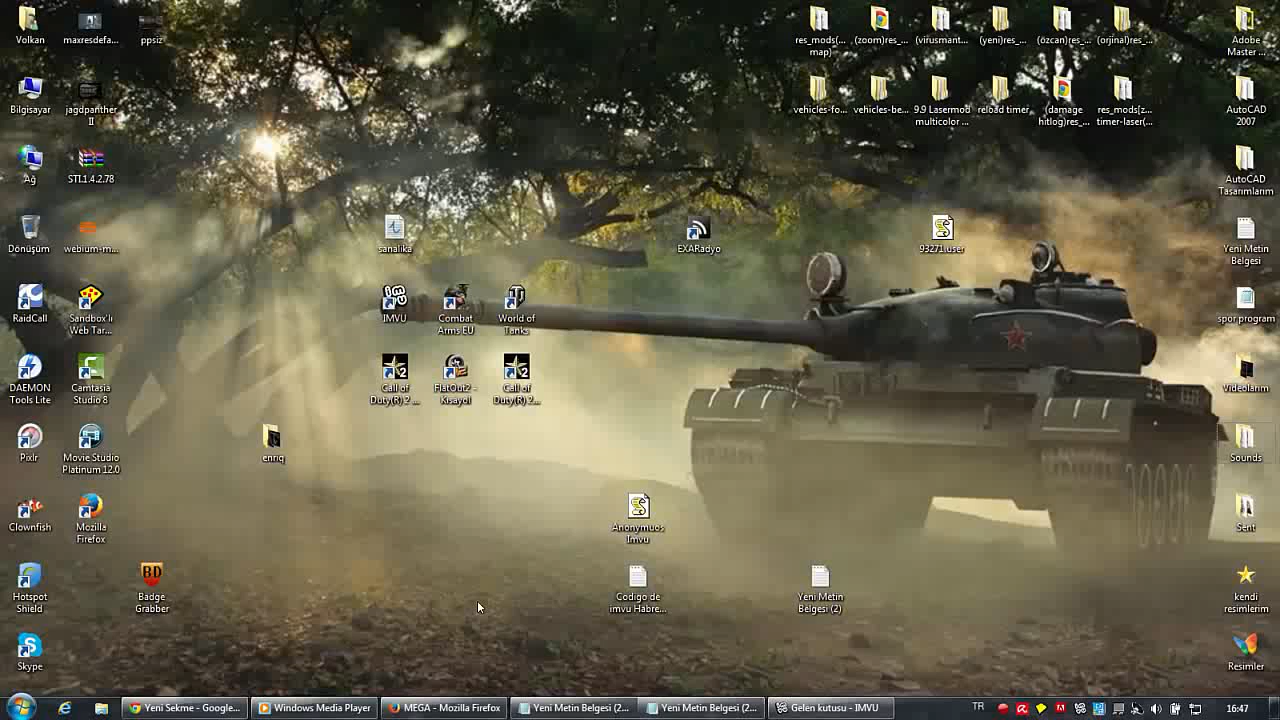 Volkan
maxresdefa...
ppsiz
res_mods(...
map)
(zoom)res_...
(virusmant...
(yeni)res_...
(özcan)res_...
(orjinal)res_...
Adobe
Master ...
Bilgisayar
jagdpanther
II
vehicles-fo...
vehicles-be...
9.9 Lasermod
multicolor ...
reload timer
(damage
hitlog)res_...
res_mods[z...
timer-laser(...
AutoCAD
2007
Ağ
STI.1.4.2.78
AutoCAD
Tasarımlarım
Dönüşüm
webium-m...
sanalika
EXARadyo
93271.user
Yeni Metin
Belgesi
RaidCall
Sandbox'lı
Web Tar...
IMVU
Combat
Arms EU
World of
Tanks
spor program
DAEMON
Tools Lite
Camtasia
Studio 8
Call of
Duty(R) 2 ...
FlatOut2 -
Kısayol
Call of
Duty(R) 2...
Videolarım
Pixlr
Movie Studio
Platinum 12.0
enrıq
Sounds
Clownfish
Mozilla
Firefox
Anonymuos
Imvu
Sent
Hotspot
Shield
BD
Badge
Grabber
Codigo de
imvu Habre...
Yeni Metin
Belgesi (2)
kendi
resimlerim
Skype
Resimler
Yeni Sekme - Google...
Windows Media Player
MEGA - Mozilla Firefox
Yeni Metin Belgesi (2...
Yeni Metin Belgesi (2...
Gelen kutusu - IMVU
TR
16:47